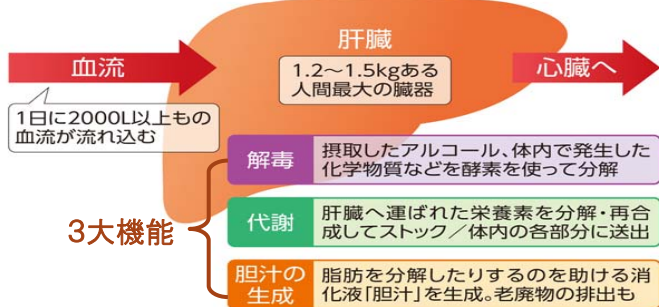 肝臓
血流
1.2～1.5kgある
人間最大の臓器
心臓へ
1日に2000L以上もの
血流が流れ込む
3大機能
解毒
摂取したアルコール、体内で発生した
化学物質などを酵素を使って分解
代謝
肝臓へ運ばれた栄養素を分解・再合
成してストック／体内の各部分に送出
胆汁の
生成
脂肪を分解したりするのを助ける消
化液「胆汁」を生成。老廃物の排出も